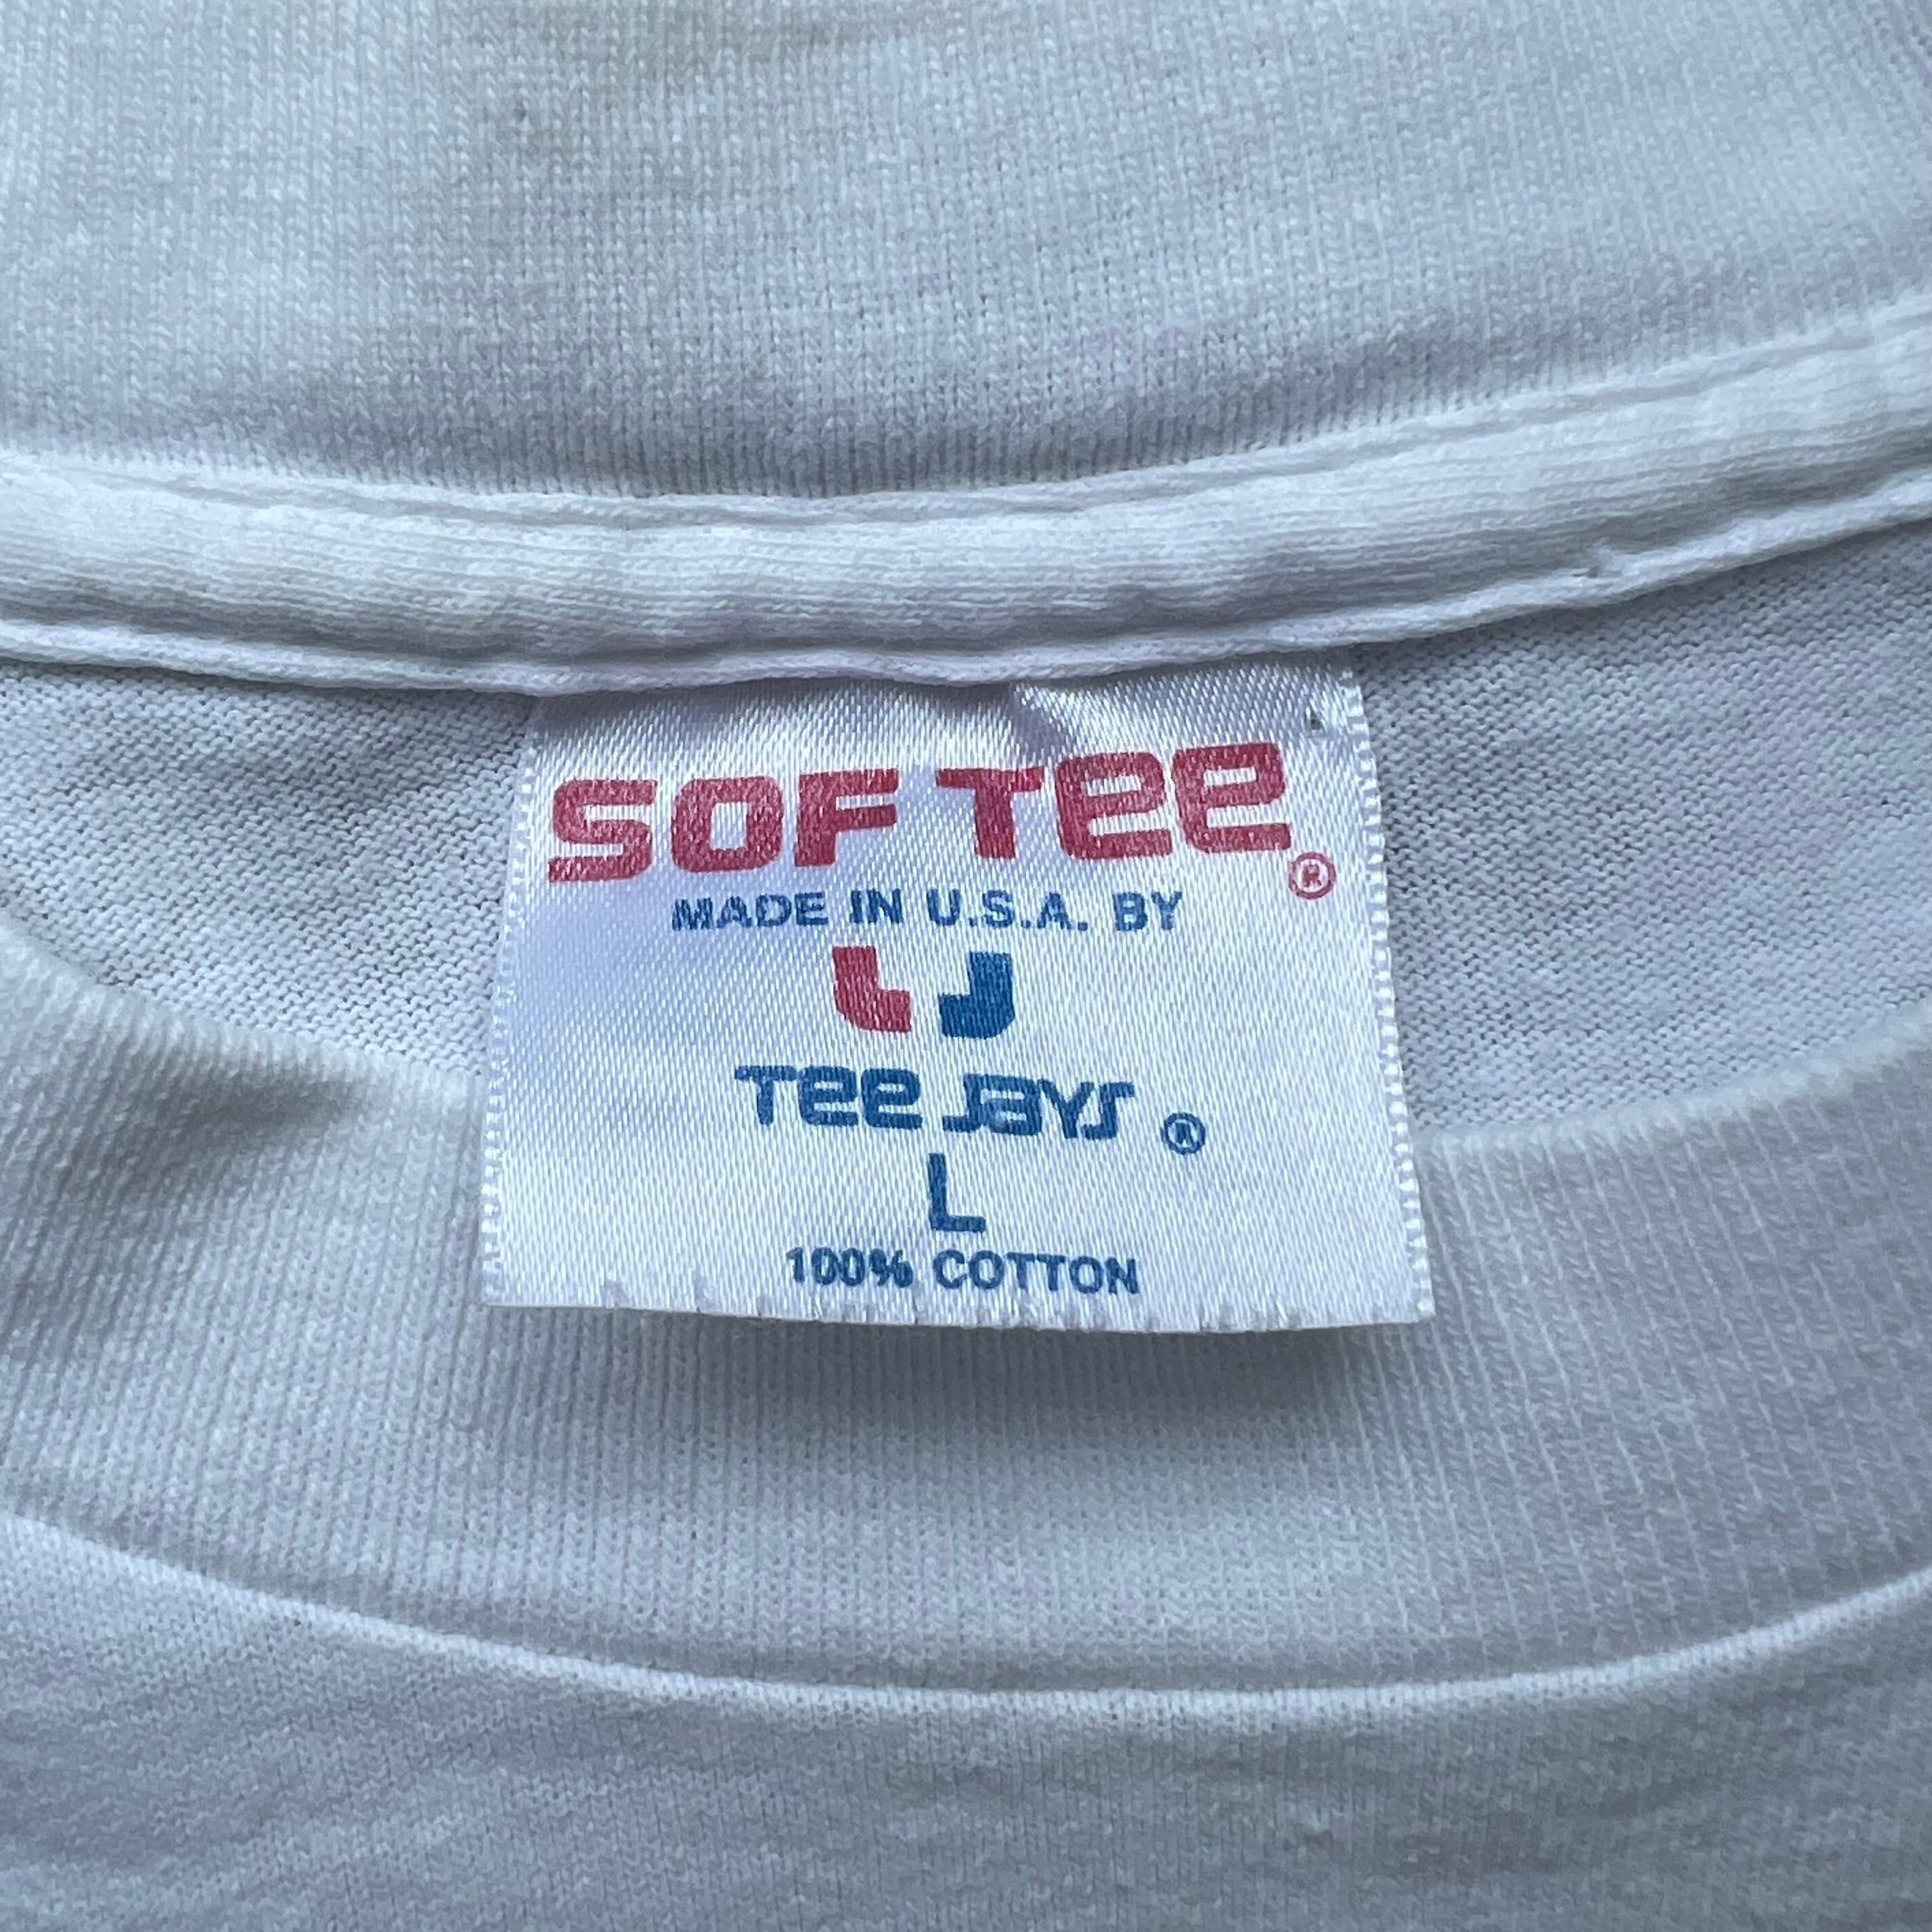 SOF TEE ®
MADE IN U.S.A. BY
TEE JAYS ®
L
100% COTTON